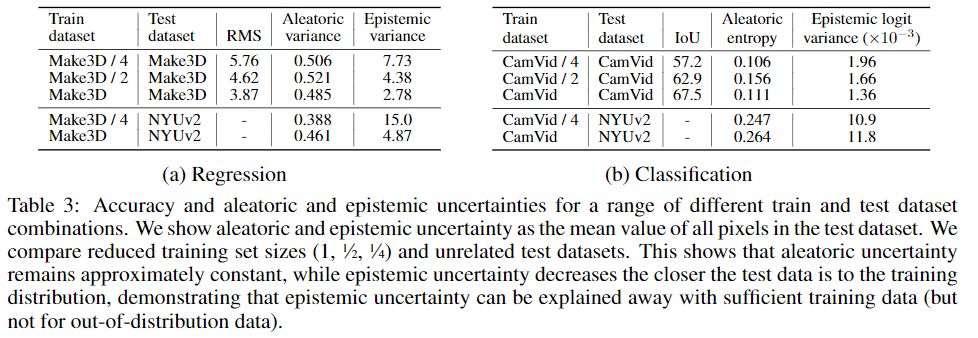 Train dataset | Test dataset | RMS | Aleatoric variance | Epistemic variance
Make3D / 4 | Make3D | 5.76 | 0.506 | 7.73
Make3D / 2 | Make3D | 4.62 | 0.521 | 4.38
Make3D | Make3D | 3.87 | 0.485 | 2.78
Make3D / 4 | NYUv2 | - | 0.388 | 15.0
Make3D | NYUv2 | - | 0.461 | 4.87
(a) Regression
Train dataset | Test dataset | IoU | Aleatoric entropy | Epistemic logit variance (×10⁻³)
CamVid / 4 | CamVid | 57.2 | 0.106 | 1.96
CamVid / 2 | CamVid | 62.9 | 0.156 | 1.66
CamVid | CamVid | 67.5 | 0.111 | 1.36
CamVid / 4 | NYUv2 | - | 0.247 | 10.9
CamVid | NYUv2 | - | 0.264 | 11.8
(b) Classification
Table 3: Accuracy and aleatoric and epistemic uncertainties for a range of different train and test dataset
combinations. We show aleatoric and epistemic uncertainty as the mean value of all pixels in the test dataset. We
compare reduced training set sizes (1, ½, ¼) and unrelated test datasets. This shows that aleatoric uncertainty
remains approximately constant, while epistemic uncertainty decreases the closer the test data is to the training
distribution, demonstrating that epistemic uncertainty can be explained away with sufficient training data (but
not for out-of-distribution data).